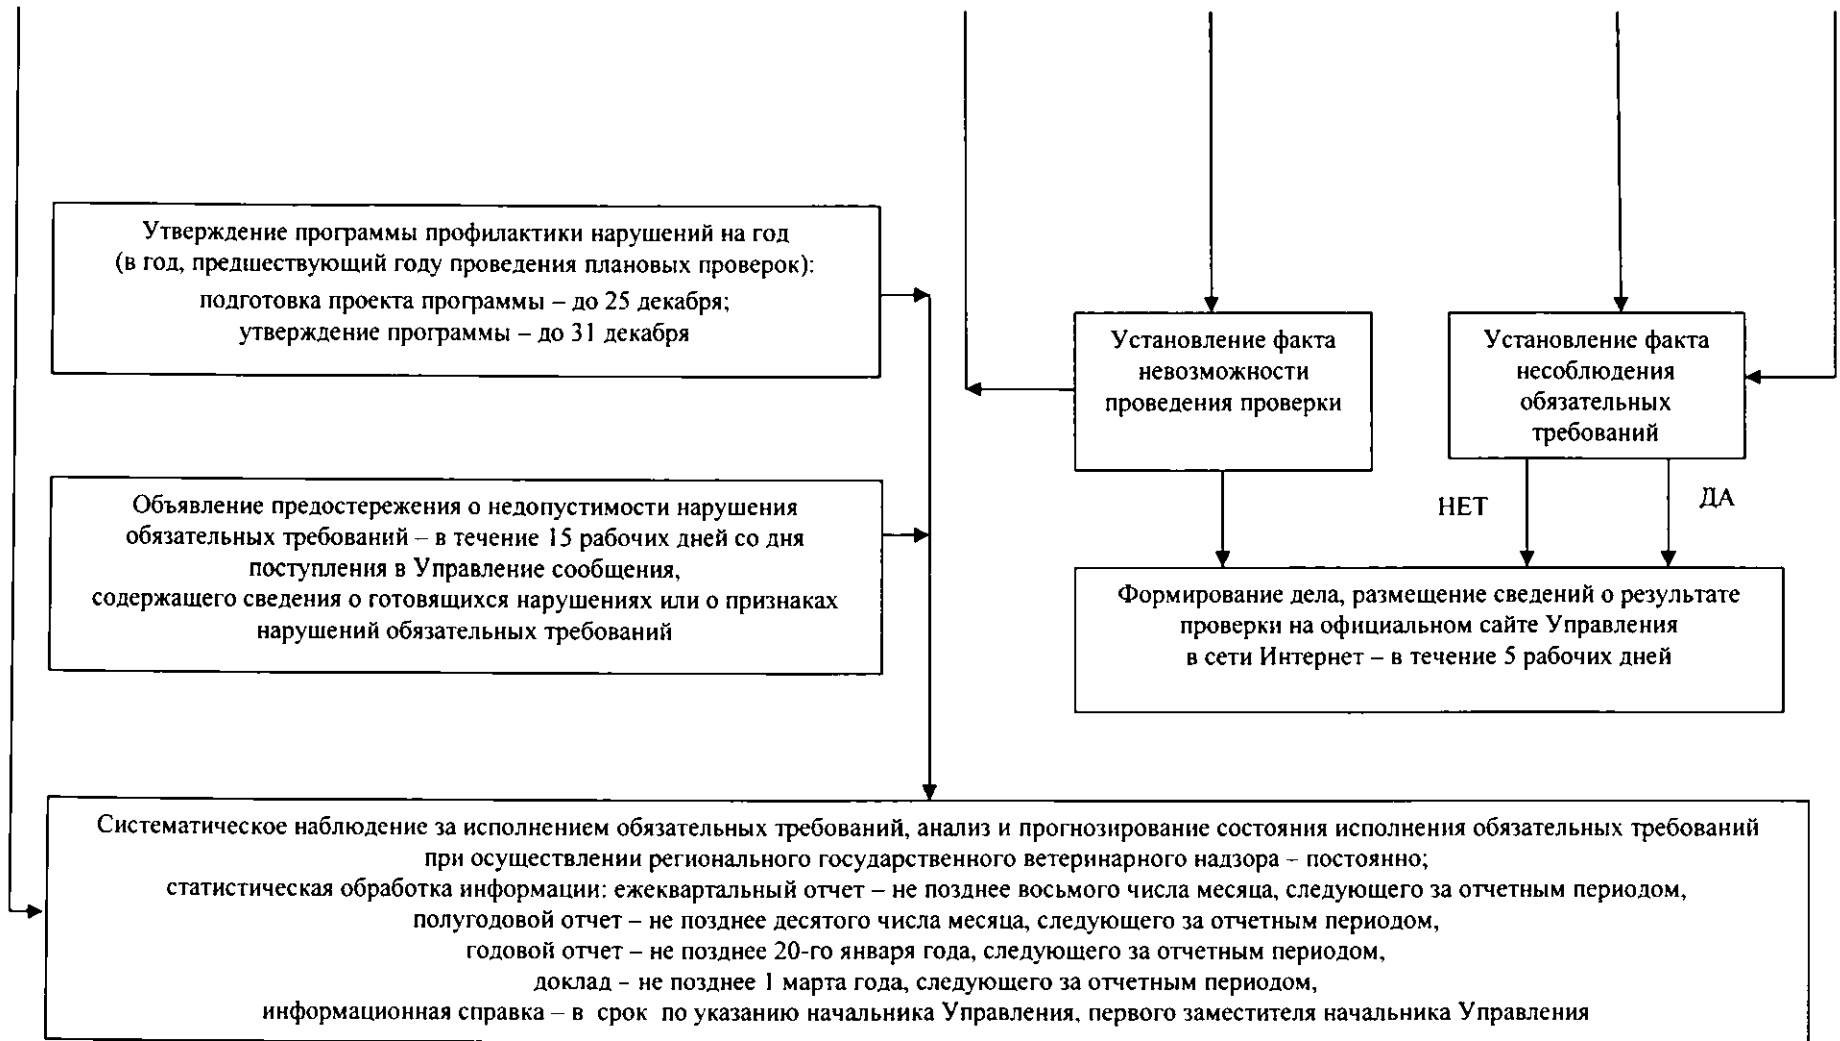 Утверждение программы профилактики нарушений на год
(в год, предшествующий году проведения плановых проверок):
подготовка проекта программы – до 25 декабря;
утверждение программы – до 31 декабря
Установление факта
невозможности
проведения проверки
Установление факта
несоблюдения
обязательных
требований
Объявление предостережения о недопустимости нарушения
обязательных требований – в течение 15 рабочих дней со дня
поступления в Управление сообщения,
содержащего сведения о готовящихся нарушениях или о признаках
нарушений обязательных требований
НЕТ
ДА
Формирование дела, размещение сведений о результате
проверки на официальном сайте Управления
в сети Интернет – в течение 5 рабочих дней
Систематическое наблюдение за исполнением обязательных требований, анализ и прогнозирование состояния исполнения обязательных требований
при осуществлении регионального государственного ветеринарного надзора – постоянно;
статистическая обработка информации: ежеквартальный отчет – не позднее восьмого числа месяца, следующего за отчетным периодом,
полугодовой отчет – не позднее десятого числа месяца, следующего за отчетным периодом,
годовой отчет – не позднее 20-го января года, следующего за отчетным периодом,
доклад – не позднее 1 марта года, следующего за отчетным периодом,
информационная справка – в срок по указанию начальника Управления, первого заместителя начальника Управления